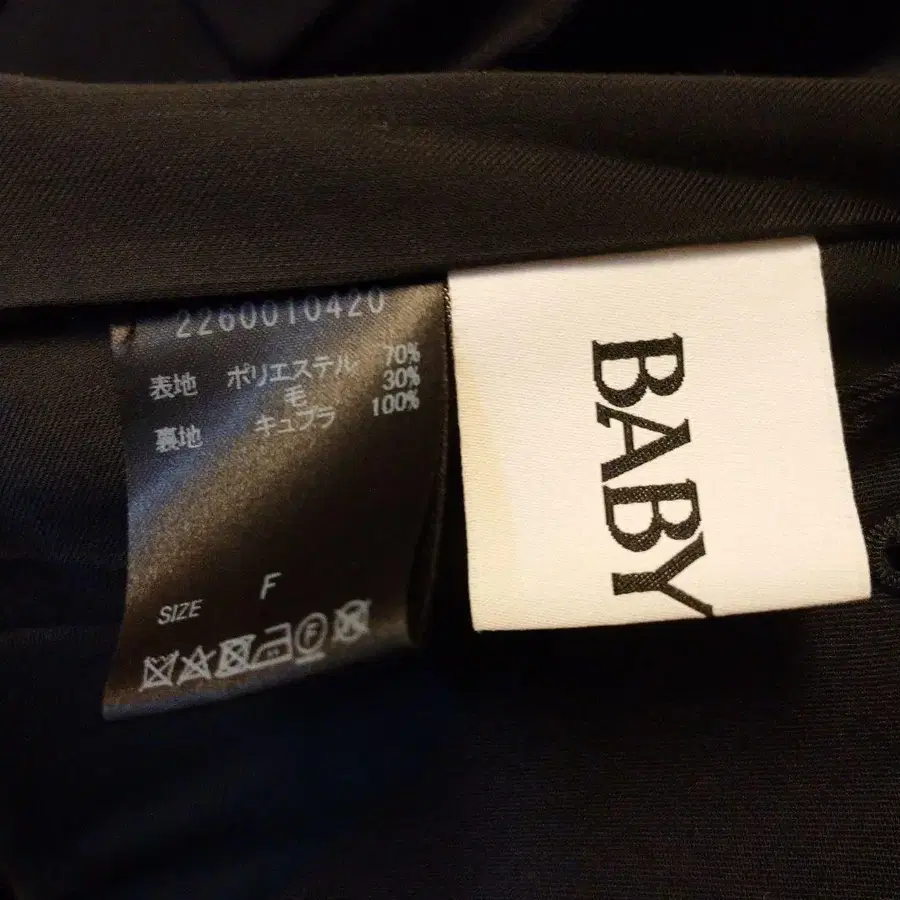 2260010420
表地 ポリエステル 70%
毛 30%
裏地 キュプラ 100%
SIZE F
F
BABY